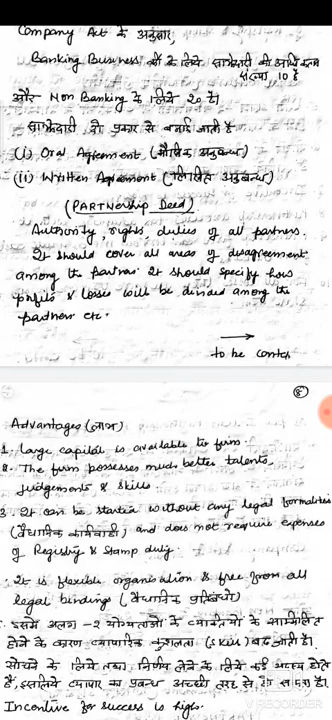 Company Act के अनुसार,
Banking Business के लिये साझेदारी की अधिकतम
संख्या 10 है
और Non Banking के लिये 20 है।
साझेदारी दो प्रकार से बनाई जाती है
(i) Oral Agreement (मौखिक अनुबन्ध)
(ii) Written Agreement (लिखित अनुबन्ध)
(PARTNership Deed)
Authority rights duties of all partners.
It should cover all areas of disagreement
among the partner. It should specify how
profits & losses will be divided among the
partners etc.
→
to be contd
8
Advantages (लाभ)
1. Large capital is available to firm.
2. The firm possesses much better talents,
judgements & skills
3. It can be started without any legal formalities
(वैधानिक कार्यवाही) and does not require expenses
of Registry & Stamp duty.
It is flexible organisation & free from all
legal bindings (वैधानिक प्रतिबन्धों)
इसमें अलग-2 योग्यताओं के व्यक्तियों के सम्मिलित
होने के कारण व्यापारिक कुशलता (skill) बढ़ जाती है।
सोचने के लिये तथा निर्णय लेने के लिये कई होते
है, इसलिये व्यापार का प्रबन्ध अच्छी तरह से हो सकता है।
Incentive for success is high.